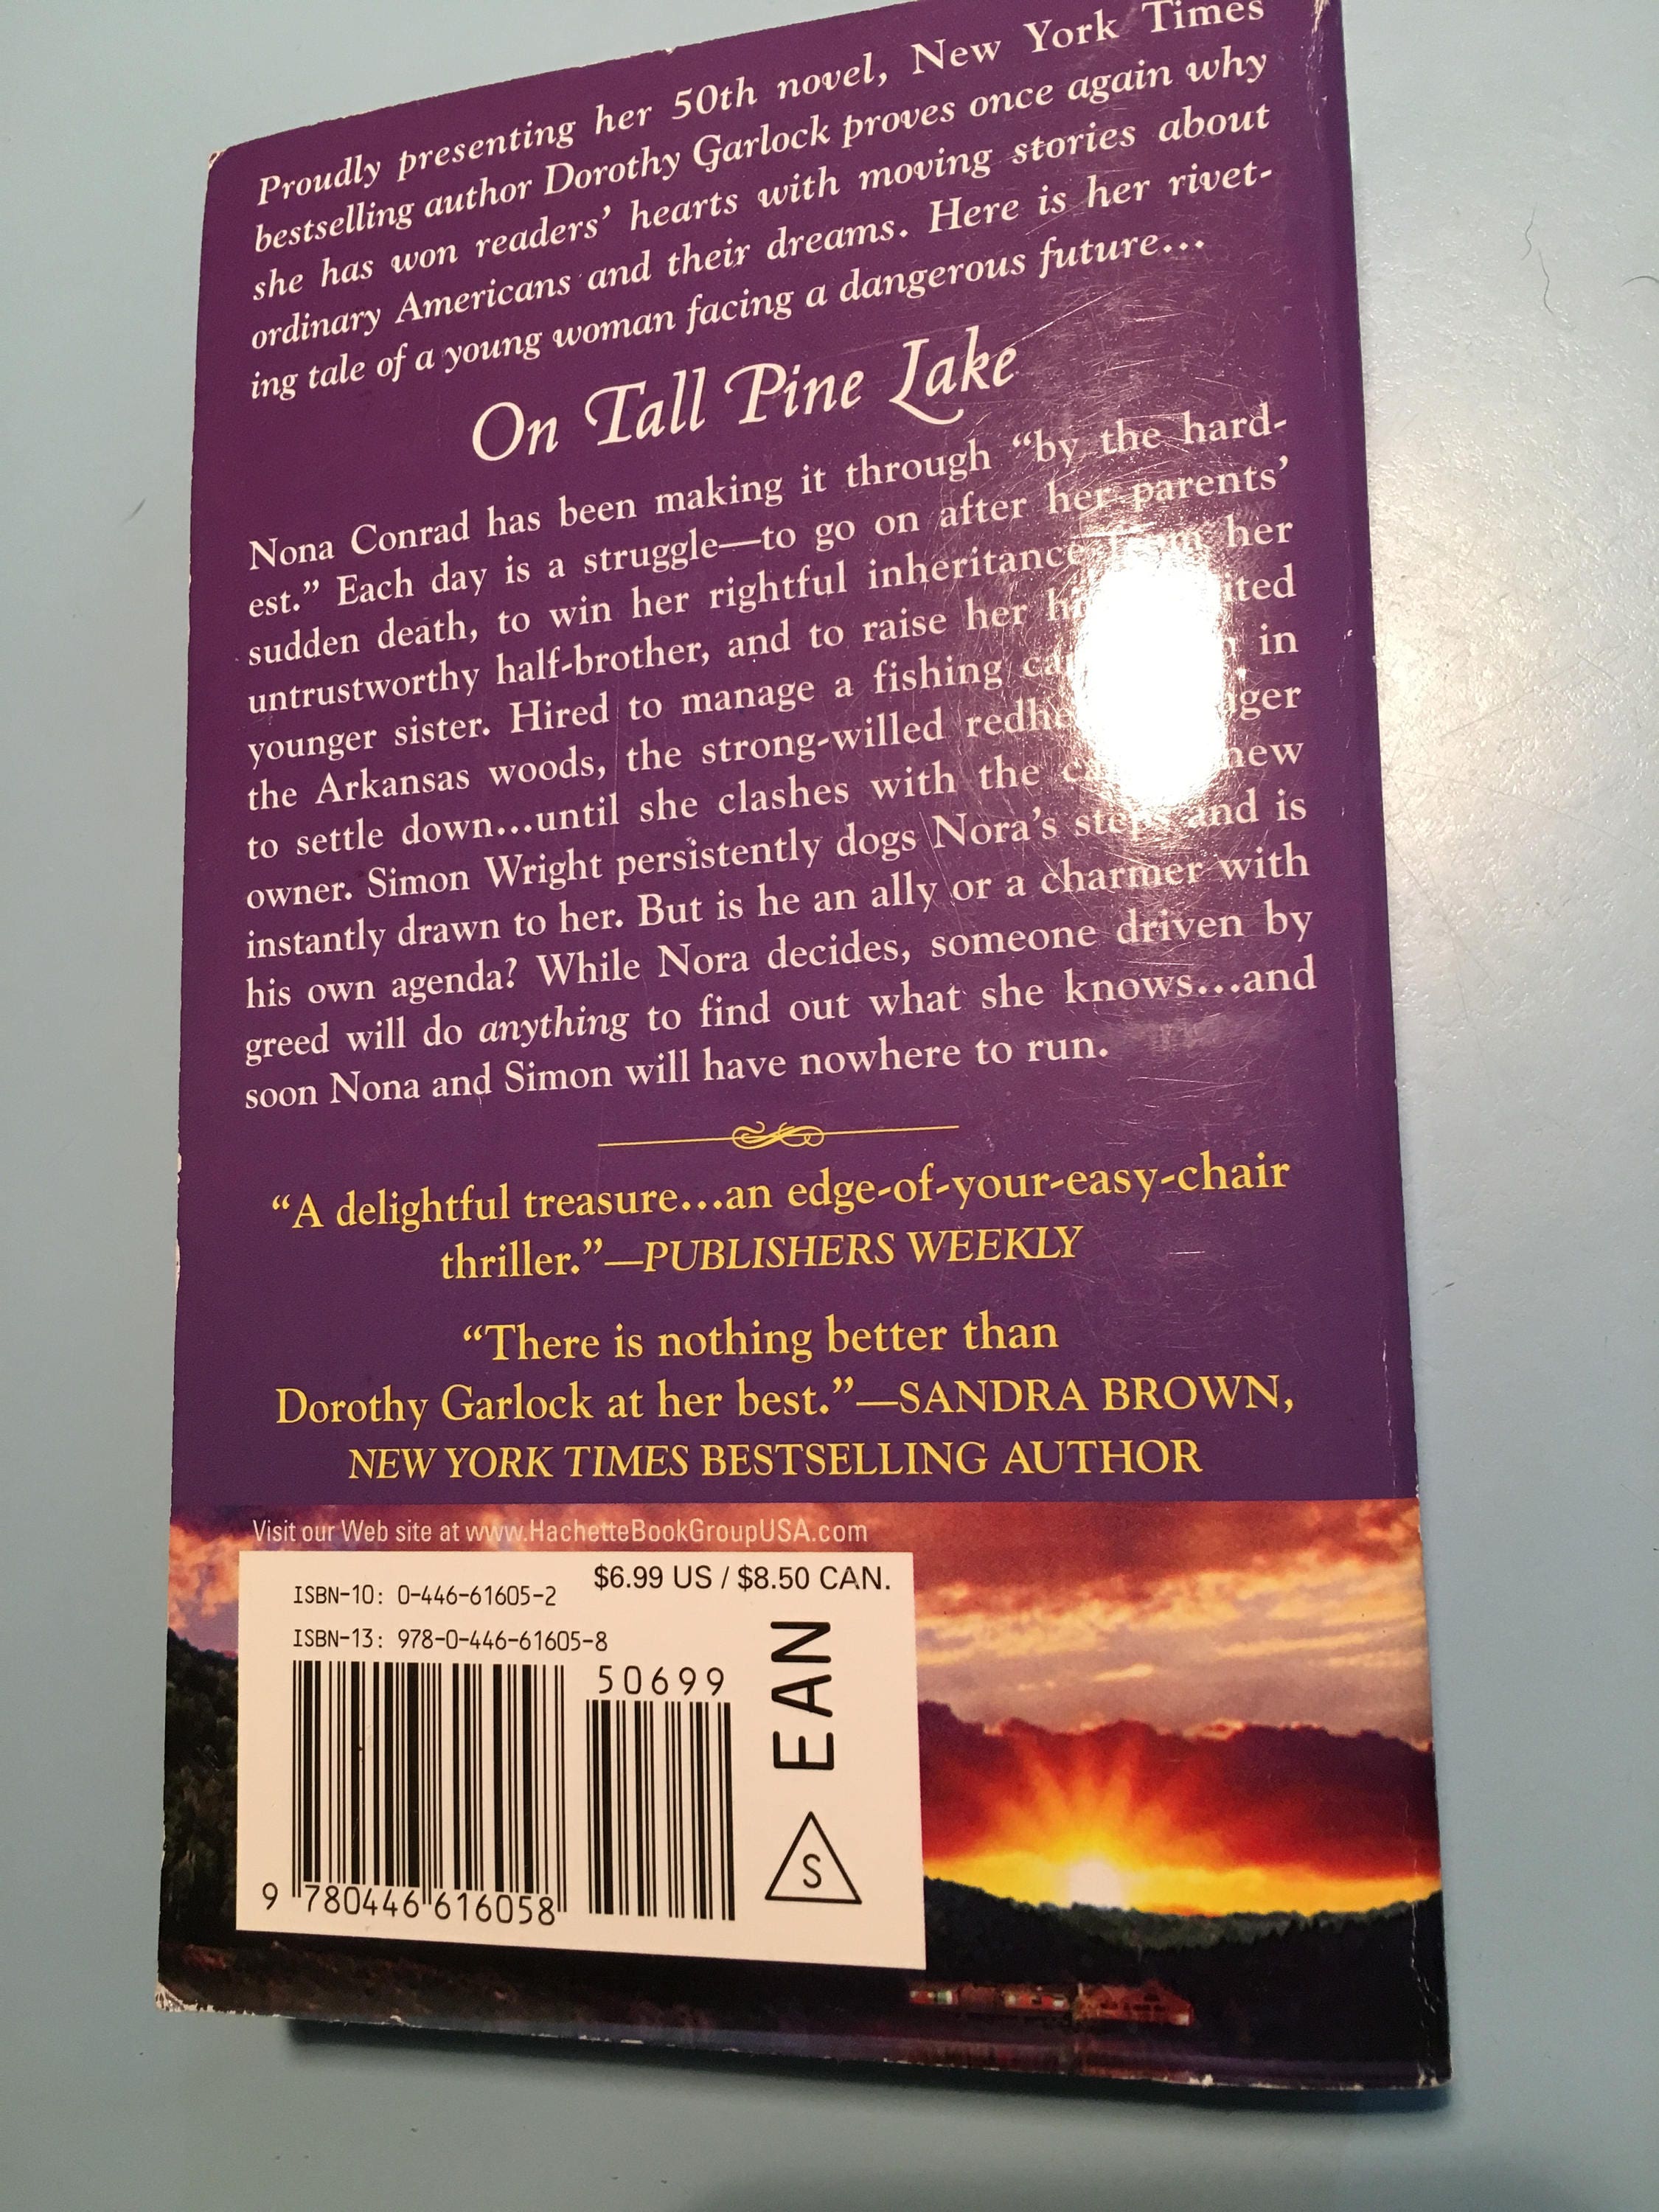 Proudly presenting her 50th novel, New York Times
bestselling author Dorothy Garlock proves once again why
she has won readers’ hearts with moving stories about
ordinary Americans and their dreams. Here is her rivet-
ing tale of a young woman facing a dangerous future...
On Tall Pine Lake
Nona Conrad has been making it through “by the hard-
est.” Each day is a struggle—to go on after her parents’
sudden death, to win her rightful inheritance from her
untrustworthy half-brother, and to raise her
younger sister. Hired to manage a fishing in
the Arkansas woods, the strong-willed
to settle down...until she clashes with the new
owner. Simon Wright persistently dogs Nora’s steps and is
instantly drawn to her. But is he an ally or a charmer with
his own agenda? While Nora decides, someone driven by
greed will do anything to find out what she knows...and
soon Nona and Simon will have nowhere to run.
“A delightful treasure...an edge-of-your-easy-chair
thriller.”—PUBLISHERS WEEKLY
“There is nothing better than
Dorothy Garlock at her best.”—SANDRA BROWN,
NEW YORK TIMES BESTSELLING AUTHOR
Visit our Web site at www.HachetteBookGroupUSA.com
$6.99 US / $8.50 CAN.
ISBN-10: 0-446-61605-2
ISBN-13: 978-0-446-61605-8
50699
EAN
S
9 780446 616058